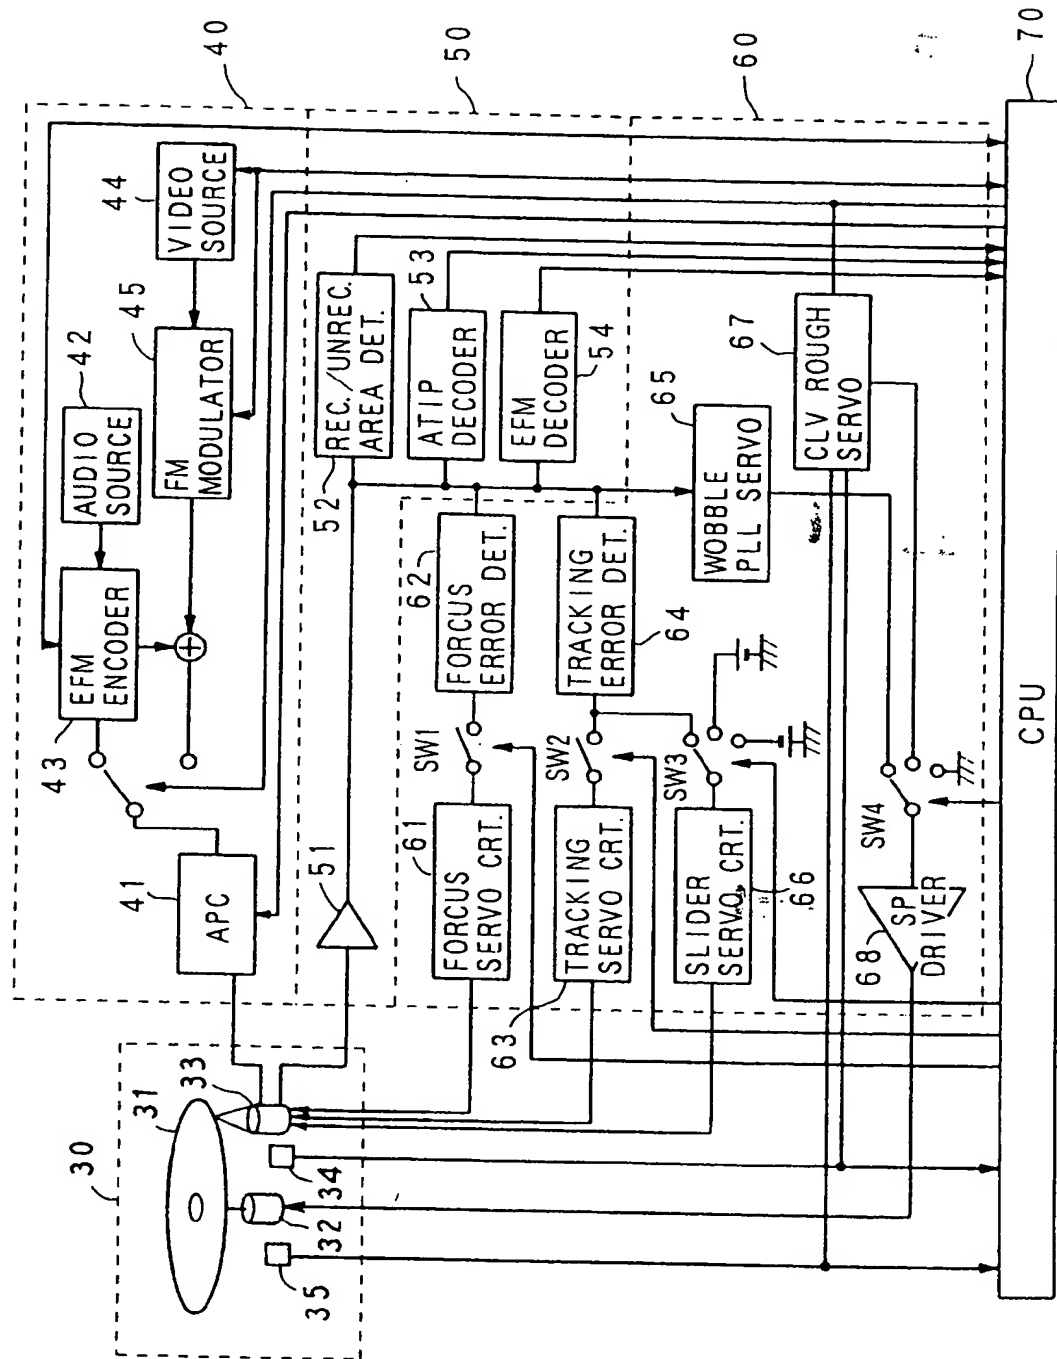 40
50
60
70
44
VIDEO
SOURCE
45
FM
MODULATOR
42
AUDIO
SOURCE
43
EFM
ENCODER
41
APC
52
REC./UNREC.
AREA DET.
53
ATIP
DECODER
54
EFM
DECODER
51
62
FORCUS
ERROR DET.
SW1
61
FORCUS
SERVO CRT.
64
TRACKING
ERROR DET.
SW2
63
TRACKING
SERVO CRT.
SW3
66
SLIDER
SERVO CRT.
65
WOBBLE
PLL SERVO
67
CLV ROUGH
SERVO
SW4
68
SP
DRIVER
30
31
33
34
32
35
CPU